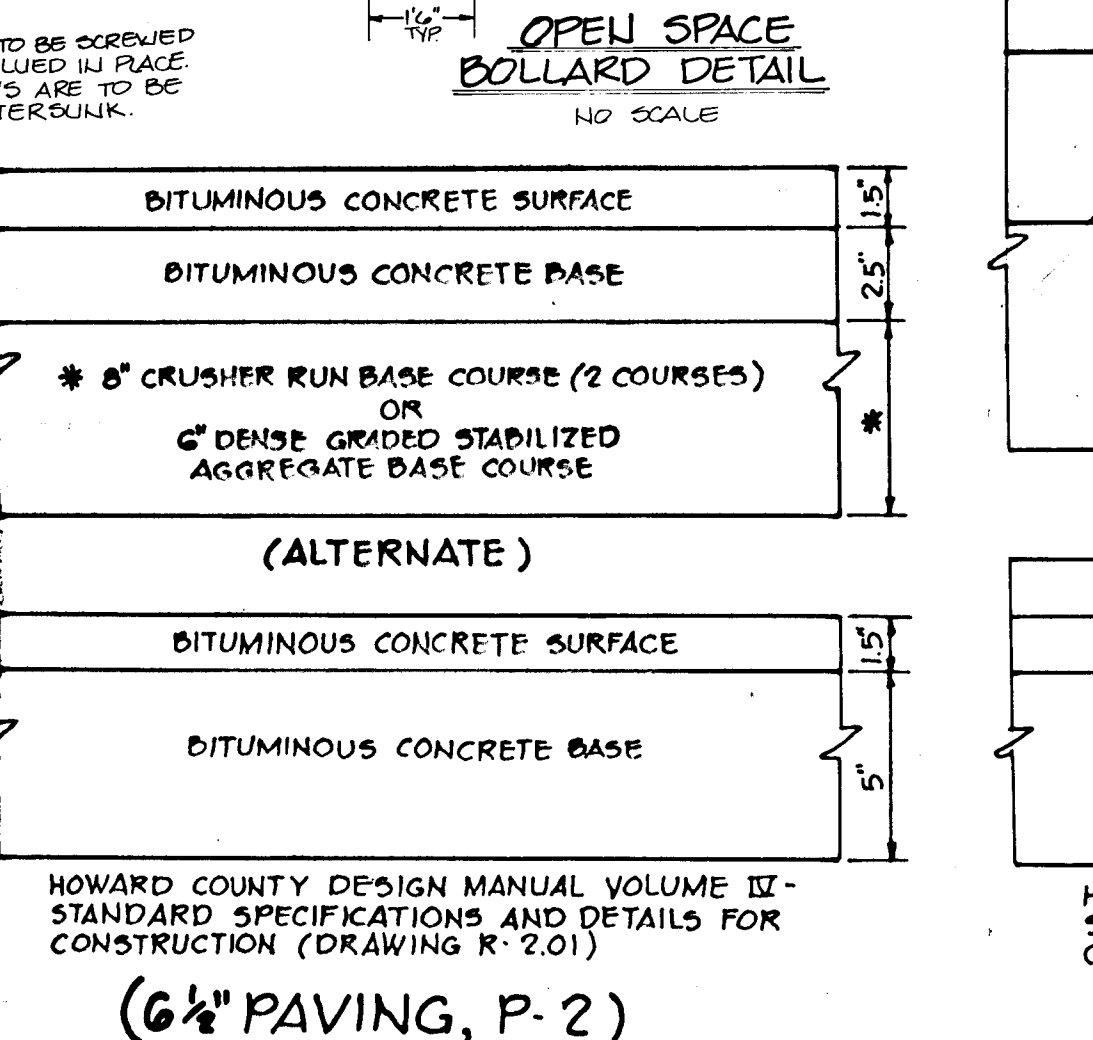 TO BE SCREWED
IN PLACE.
ARE TO BE
1'6"
TYP.
OPEN SPACE
BOLLARD DETAIL
NO SCALE
BITUMINOUS CONCRETE SURFACE
1.5"
BITUMINOUS CONCRETE BASE
2.5"
* 8" CRUSHER RUN BASE COURSE (2 COURSES)
OR
6" DENSE GRADED STABILIZED
AGGREGATE BASE COURSE
*
(ALTERNATE)
BITUMINOUS CONCRETE SURFACE
1.5"
BITUMINOUS CONCRETE BASE
5"
HOWARD COUNTY DESIGN MANUAL VOLUME IV-
STANDARD SPECIFICATIONS AND DETAILS FOR
CONSTRUCTION (DRAWING R-2.01)
(6 1/2" PAVING, P-2)